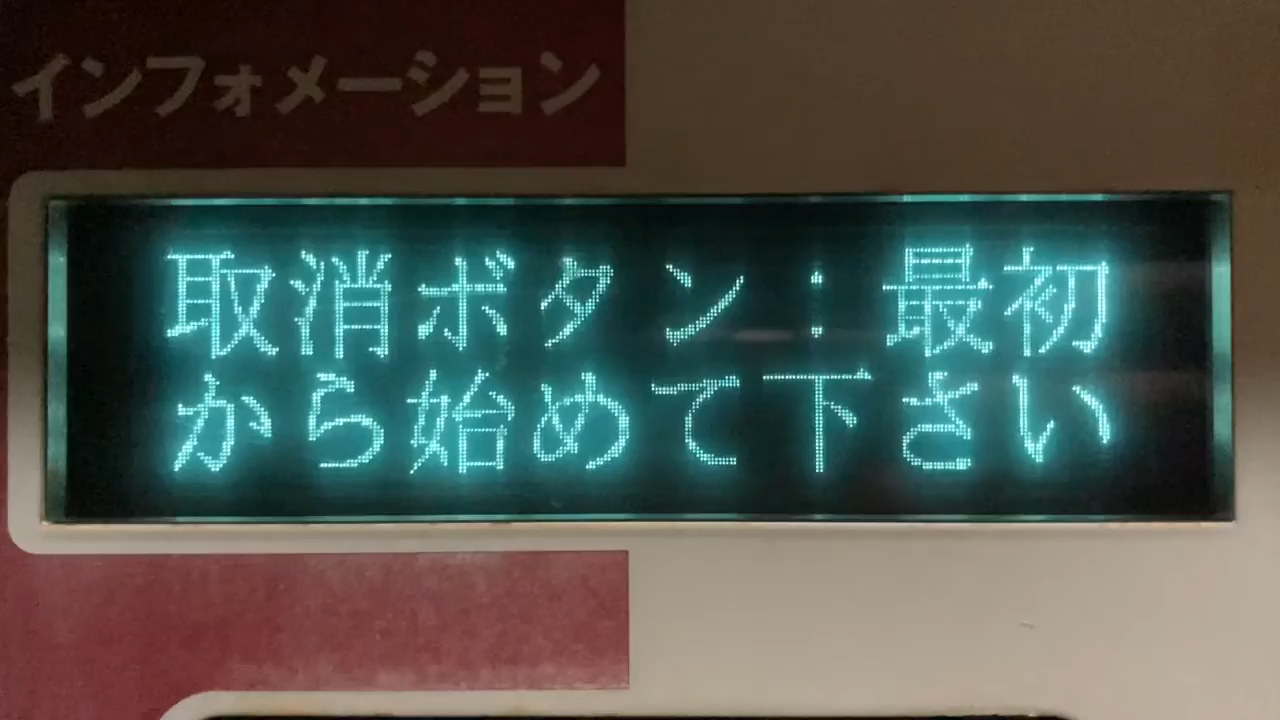 インフォメーション
取消ボタン：最初
から始めて下さい